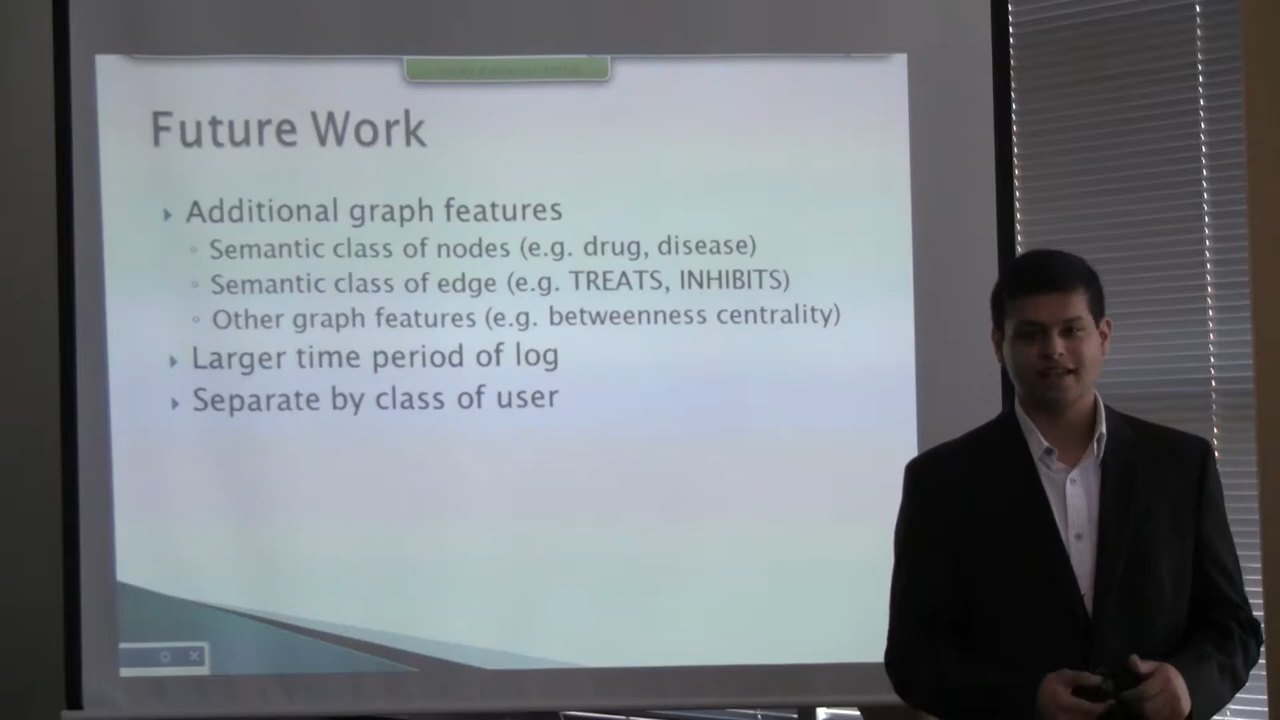 Future Work
Additional graph features
Semantic class of nodes (e.g. drug, disease)
Semantic class of edge (e.g. TREATS, INHIBITS)
Other graph features (e.g. betweenness centrality)
Larger time period of log
Separate by class of user